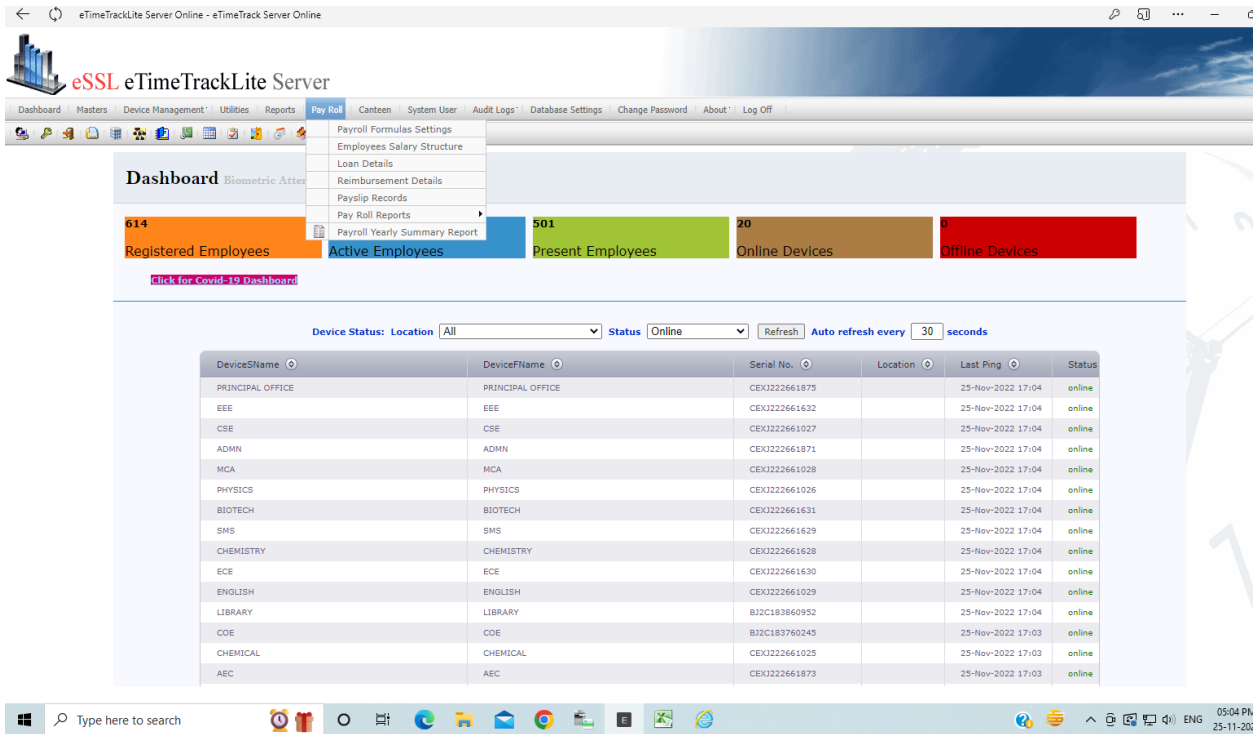 eTimeTrackLite Server Online - eTimeTrack Server Online
eSSL eTimeTrackLite Server
Dashboard Masters Device Management Utilities Reports Pay Roll Canteen System User Audit Logs Database Settings Change Password About Log Off
Payroll Formulas Settings
Employees Salary Structure
Loan Details
Reimbursement Details
Payslip Records
Pay Roll Reports
Payroll Yearly Summary Report
Dashboard Biometric
614 501 20 0
Registered Employees Active Employees Present Employees Online Devices Offline Devices
Click for Covid-19 Dashboard
Device Status: Location All Status Online Refresh Auto refresh every 30 seconds
DeviceSName DeviceFName Serial No. Location Last Ping Status
PRINCIPAL OFFICE PRINCIPAL OFFICE CEXJ222661875 25-Nov-2022 17:04 online
EEE EEE CEXJ222661632 25-Nov-2022 17:04 online
CSE CSE CEXJ222661027 25-Nov-2022 17:04 online
ADMN ADMN CEXJ222661871 25-Nov-2022 17:04 online
MCA MCA CEXJ222661028 25-Nov-2022 17:04 online
PHYSICS PHYSICS CEXJ222661026 25-Nov-2022 17:04 online
BIOTECH BIOTECH CEXJ222661631 25-Nov-2022 17:04 online
SMS SMS CEXJ222661629 25-Nov-2022 17:04 online
CHEMISTRY CHEMISTRY CEXJ222661628 25-Nov-2022 17:04 online
ECE ECE CEXJ222661630 25-Nov-2022 17:04 online
ENGLISH ENGLISH CEXJ222661029 25-Nov-2022 17:04 online
LIBRARY LIBRARY BJ2C183860952 25-Nov-2022 17:04 online
COE COE BJ2C183760245 25-Nov-2022 17:03 online
CHEMICAL CHEMICAL CEXJ222661025 25-Nov-2022 17:03 online
AEC AEC CEXJ222661873 25-Nov-2022 17:03 online
Type here to search ENG 05:04 PM
25-11-202